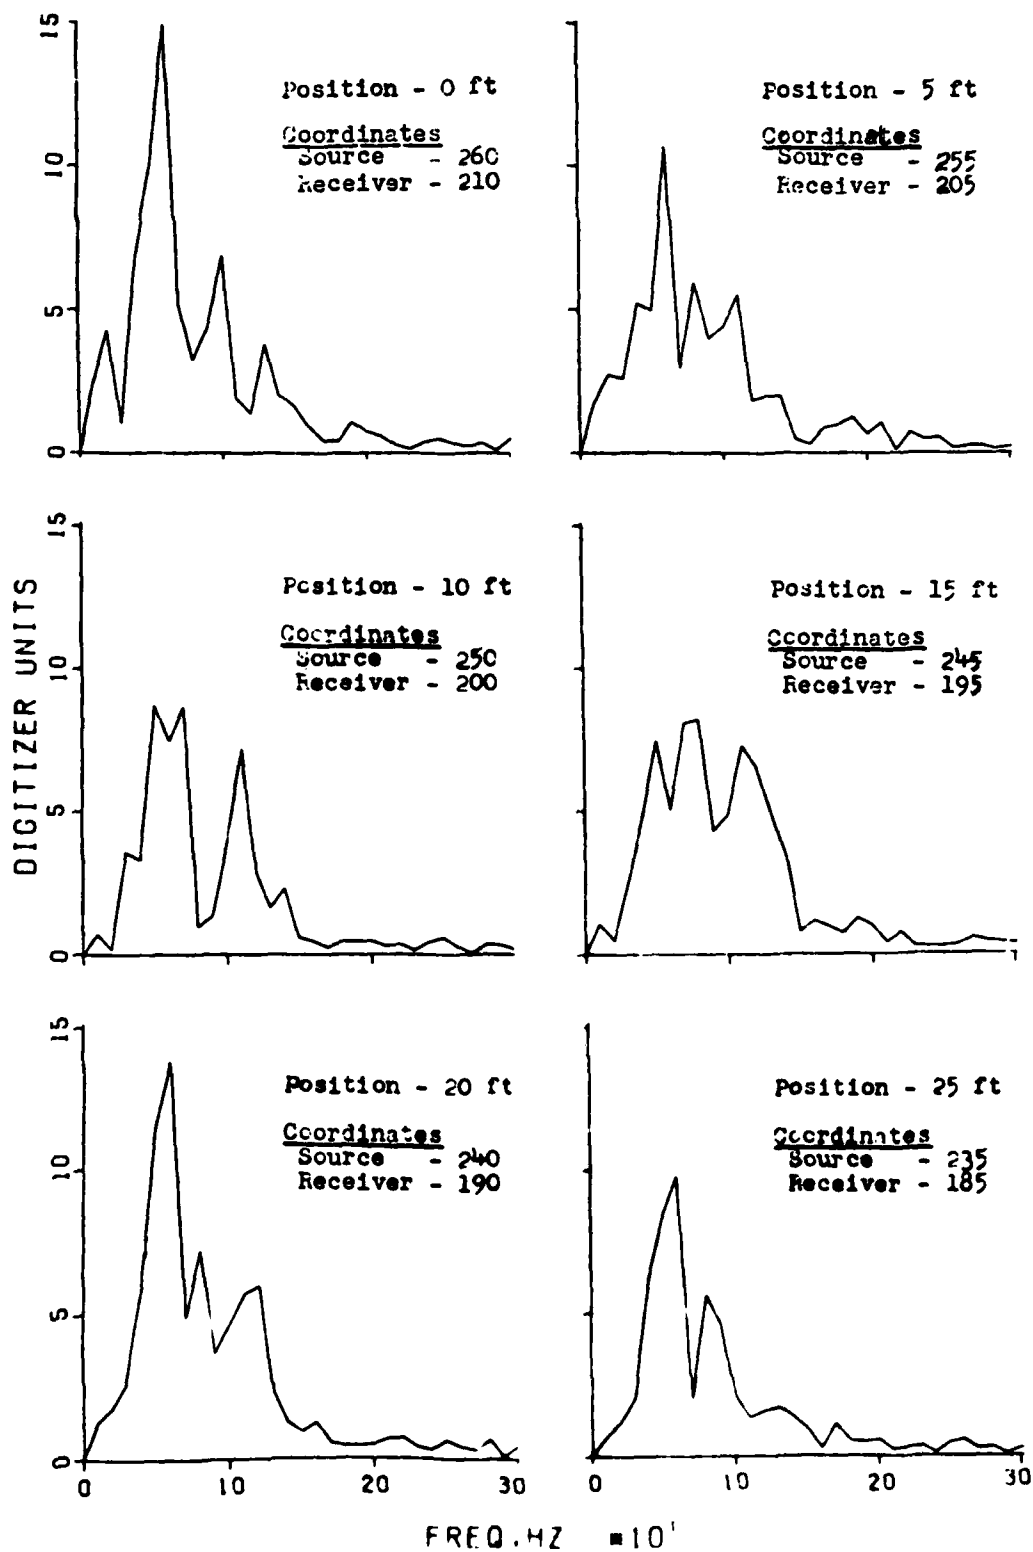 15
10
5
0
Position - 0 ft
Coordinates
Source - 260
Receiver - 210
Position - 5 ft
Coordinates
Source - 255
Receiver - 205
DIGITIZER UNITS
15
10
5
0
Position - 10 ft
Coordinates
Source - 250
Receiver - 200
Position - 15 ft
Coordinates
Source - 245
Receiver - 195
15
10
5
0
Position - 20 ft
Coordinates
Source - 240
Receiver - 190
Position - 25 ft
Coordinates
Source - 235
Receiver - 185
0 10 20 30
0 10 20 30
FREQ.HZ ×10¹